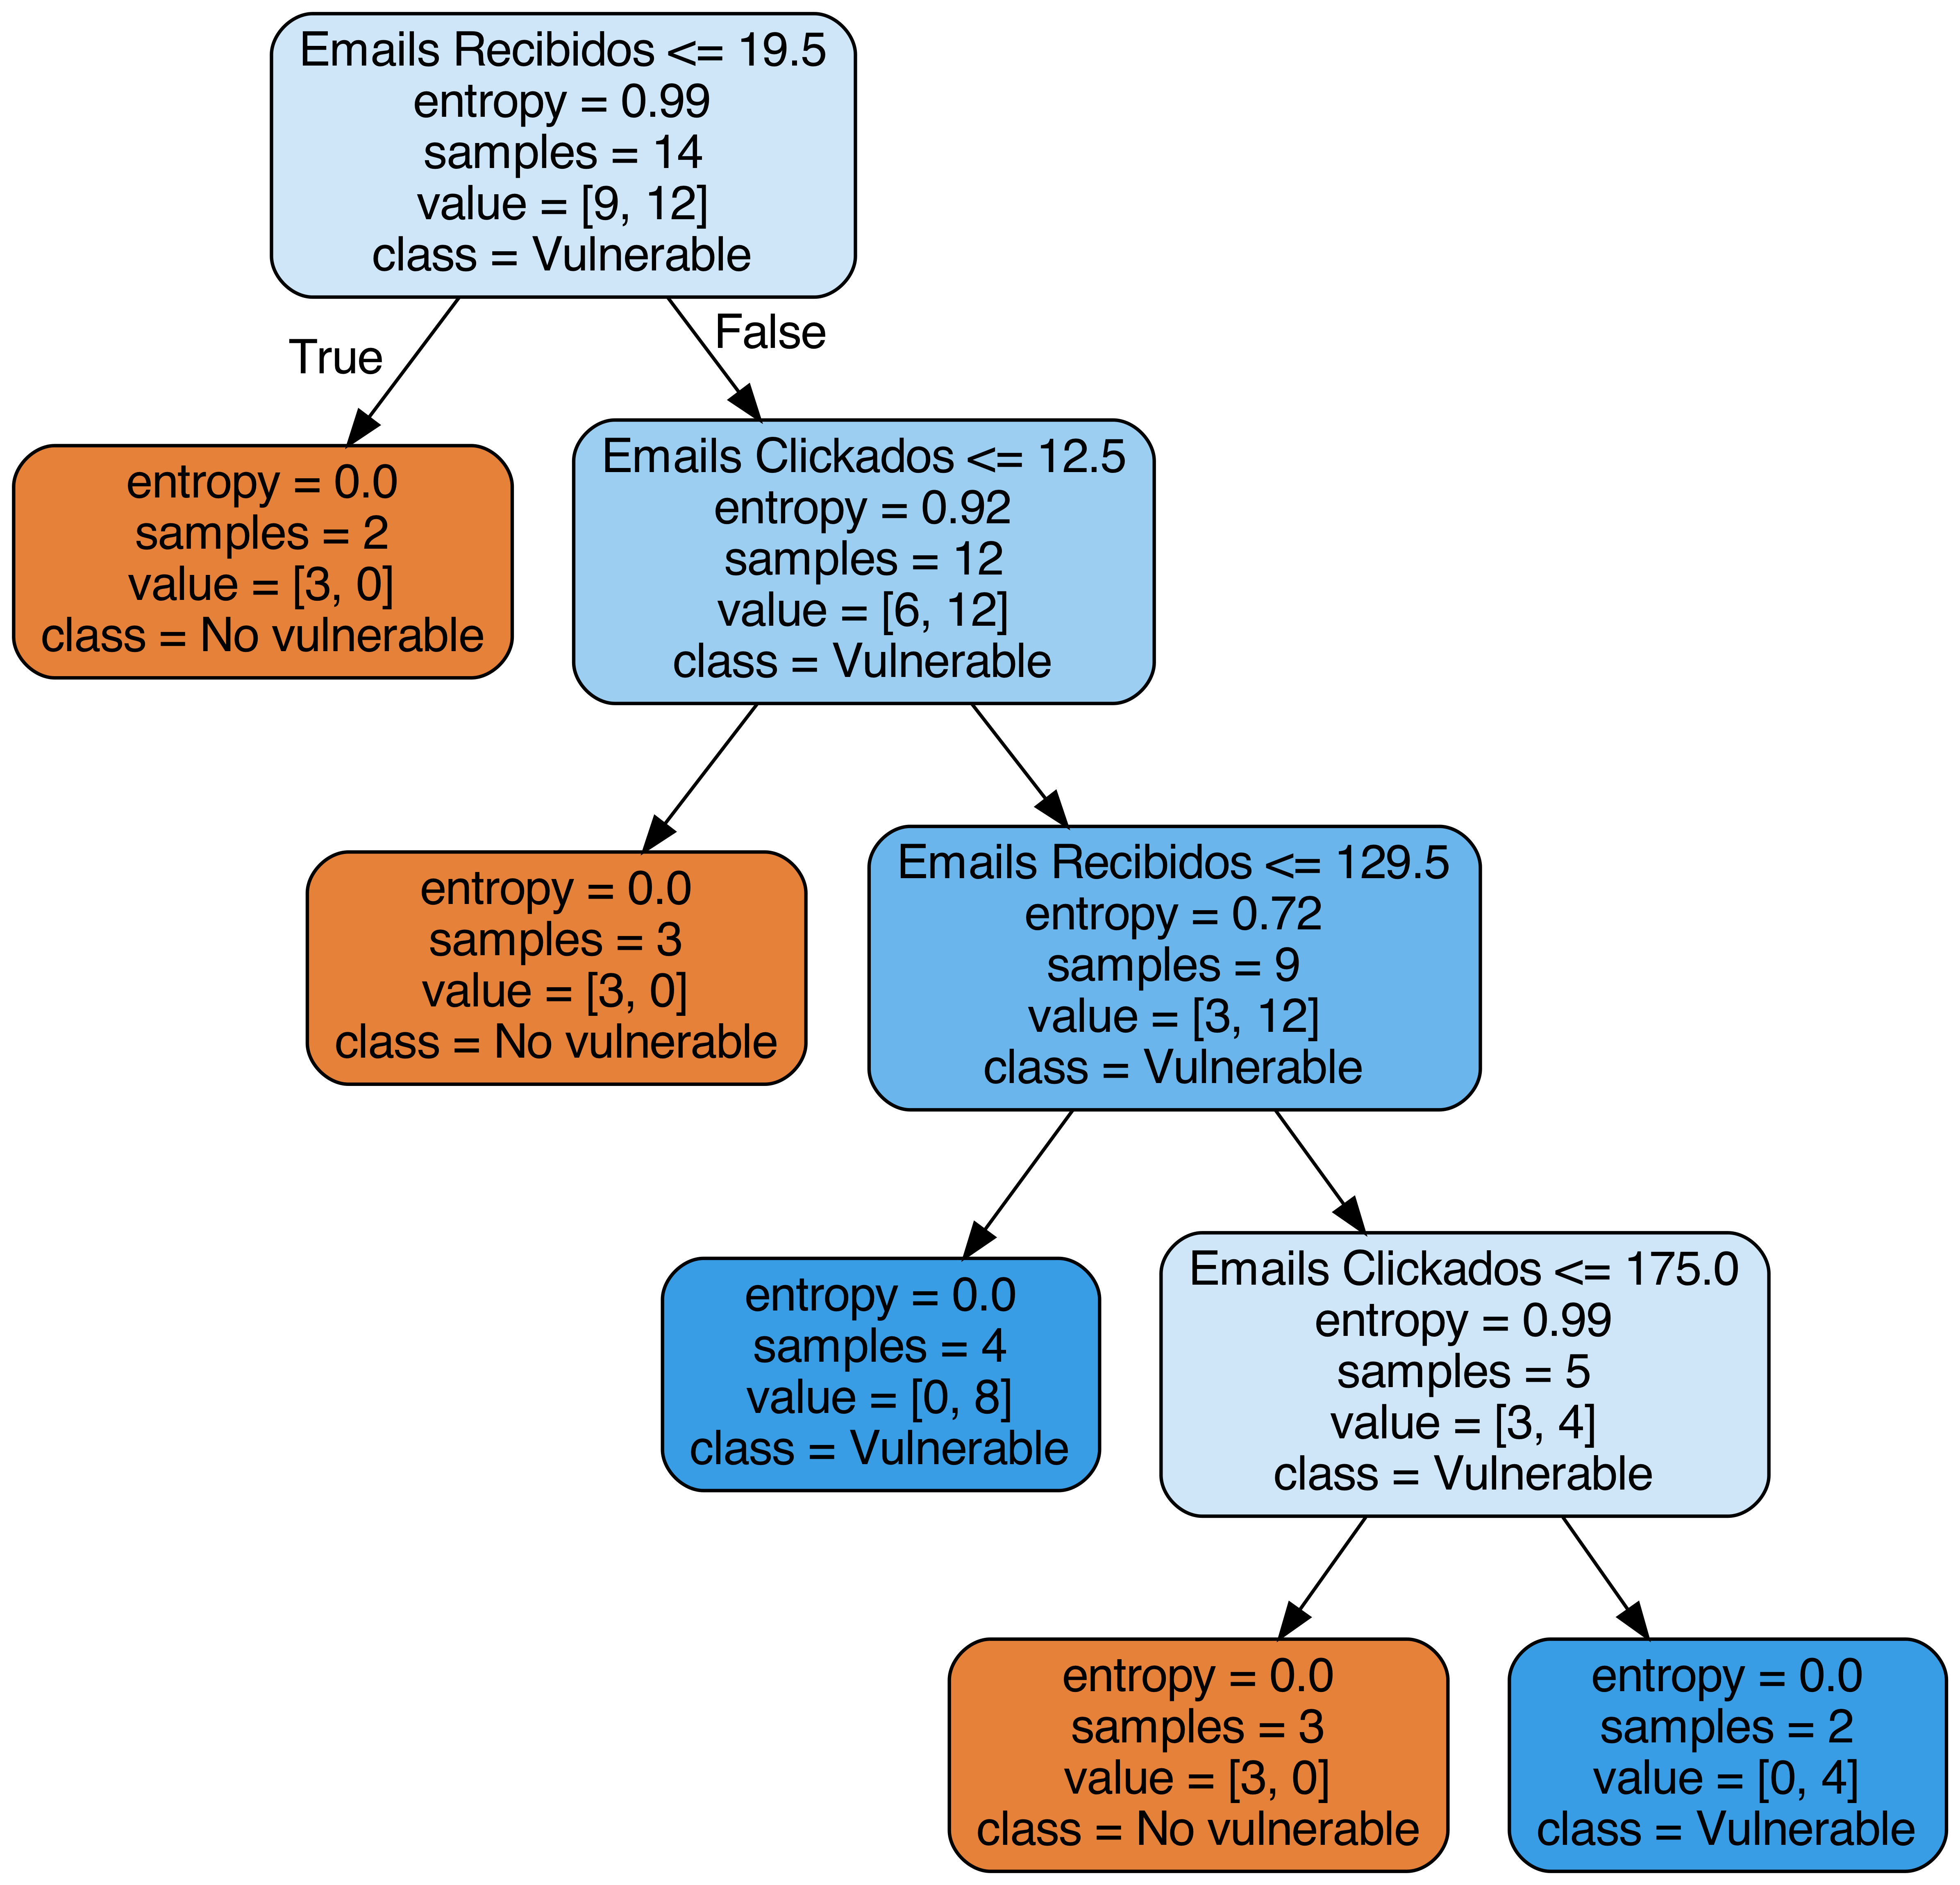 Emails Recibidos <= 19.5
entropy = 0.99
samples = 14
value = [9, 12]
class = Vulnerable
True
False
entropy = 0.0
samples = 2
value = [3, 0]
class = No vulnerable
Emails Clickados <= 12.5
entropy = 0.92
samples = 12
value = [6, 12]
class = Vulnerable
entropy = 0.0
samples = 3
value = [3, 0]
class = No vulnerable
Emails Recibidos <= 129.5
entropy = 0.72
samples = 9
value = [3, 12]
class = Vulnerable
entropy = 0.0
samples = 4
value = [0, 8]
class = Vulnerable
Emails Clickados <= 175.0
entropy = 0.99
samples = 5
value = [3, 4]
class = Vulnerable
entropy = 0.0
samples = 3
value = [3, 0]
class = No vulnerable
entropy = 0.0
samples = 2
value = [0, 4]
class = Vulnerable